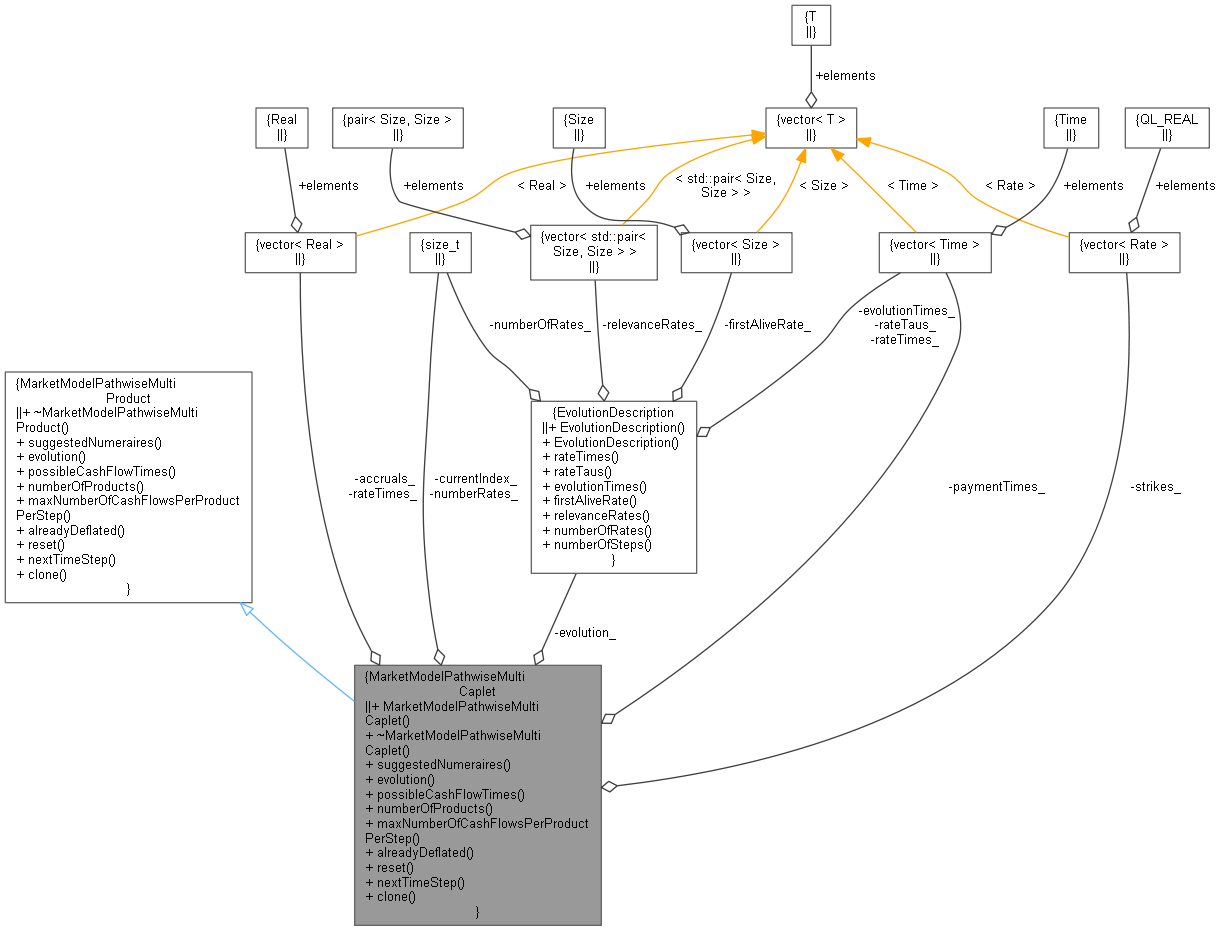 {T
||}
+elements
{Real
||}
{pair< Size, Size >
||}
{Size
||}
{vector< T >
||}
{Time
||}
{QL_REAL
||}
+elements
+elements
< Real >
+elements
< std::pair< Size,
Size > >
< Size >
< Time >
< Rate >
+elements
+elements
{vector< Real >
||}
{size_t
||}
{vector< std::pair<
Size, Size > >
||}
{vector< Size >
||}
{vector< Time >
||}
{vector< Rate >
||}
-numberOfRates_
-relevanceRates_
-firstAliveRate_
-evolutionTimes_
-rateTaus_
-rateTimes_
{MarketModelPathwiseMulti
Product
||+ ~MarketModelPathwiseMulti
Product()
+ suggestedNumeraires()
+ evolution()
+ possibleCashFlowTimes()
+ numberOfProducts()
+ maxNumberOfCashFlowsPerProduct
PerStep()
+ alreadyDeflated()
+ reset()
+ nextTimeStep()
+ clone()
}
-accruals_
-rateTimes_
-currentIndex_
-numberRates_
{EvolutionDescription
||+ EvolutionDescription()
+ EvolutionDescription()
+ rateTimes()
+ rateTaus()
+ evolutionTimes()
+ firstAliveRate()
+ relevanceRates()
+ numberOfRates()
+ numberOfSteps()
}
-paymentTimes_
-strikes_
-evolution_
{MarketModelPathwiseMulti
Caplet
||+ MarketModelPathwiseMulti
Caplet()
+ ~MarketModelPathwiseMulti
Caplet()
+ suggestedNumeraires()
+ evolution()
+ possibleCashFlowTimes()
+ numberOfProducts()
+ maxNumberOfCashFlowsPerProduct
PerStep()
+ alreadyDeflated()
+ reset()
+ nextTimeStep()
+ clone()
}